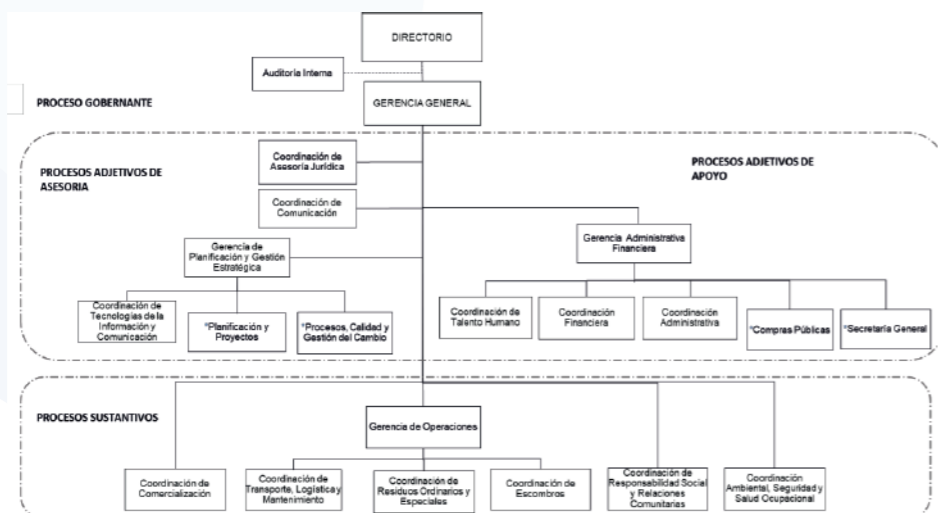 DIRECTORIO
Auditoría Interna
PROCESO GOBERNANTE
GERENCIA GENERAL
PROCESOS ADJETIVOS DE
ASESORIA
Coordinación de
Asesoría Jurídica
PROCESOS ADJETIVOS DE
APOYO
Coordinación de
Comunicación
Gerencia de
Planificación y Gestión
Estratégica
Gerencia Administrativa
Financiera
Coordinación de
Tecnologías de la
Información y
Comunicación
*Planificación y
Proyectos
*Procesos, Calidad y
Gestión del Cambio
Coordinación de
Talento Humano
Coordinación
Financiera
Coordinación
Administrativa
*Compras Públicas
*Secretaría General
PROCESOS SUSTANTIVOS
Gerencia de Operaciones
Coordinación de
Comercialización
Coordinación de
Transporte, Logística y
Mantenimiento
Coordinación de
Residuos Ordinarios y
Especiales
Coordinación de
Escombros
Coordinación de
Responsabilidad Social
y Relaciones
Comunitarias
Coordinación
Ambiental, Seguridad y
Salud Ocupacional